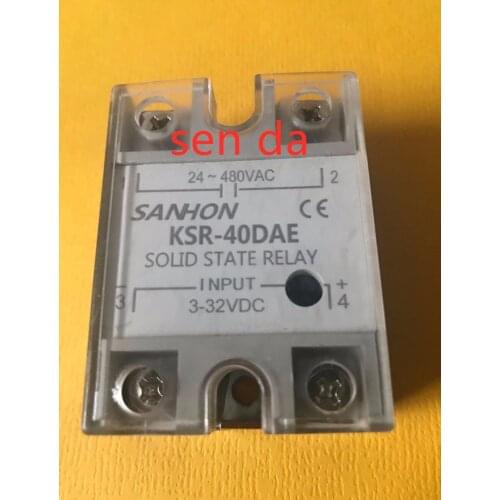 sen da
24~480VAC 2
SANHON CE
KSR-40DAE
SOLID STATE RELAY
INPUT +
3 3-32VDC 4